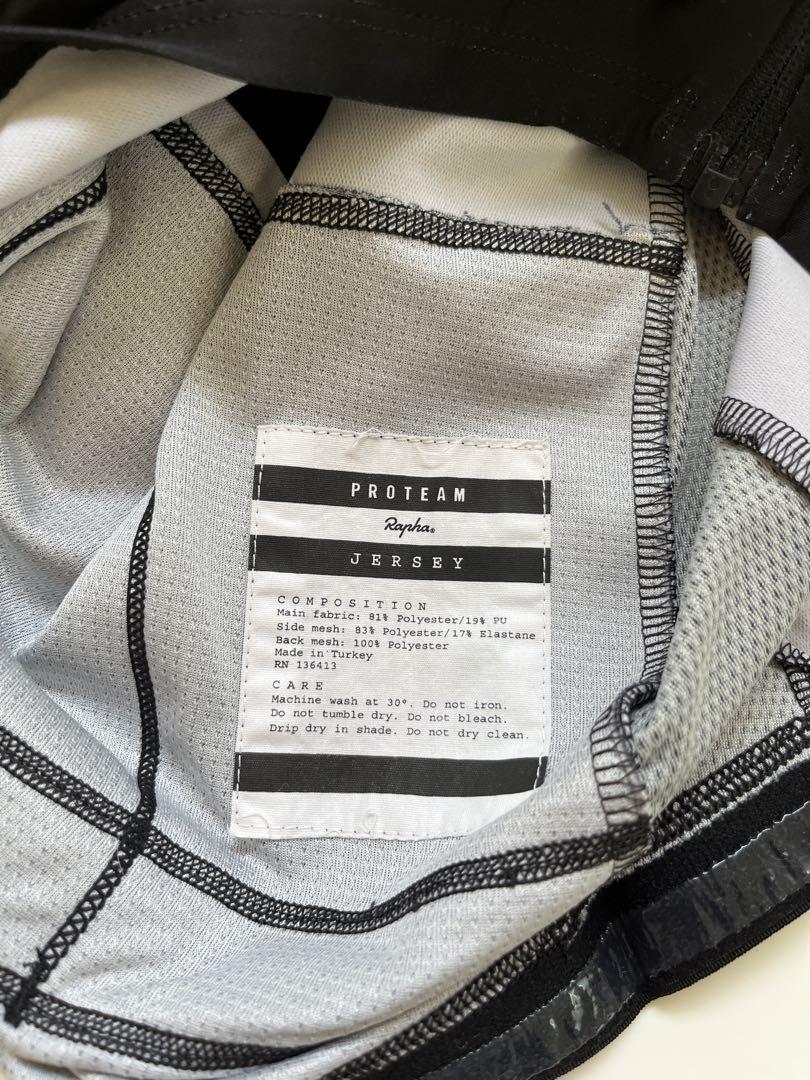 PROTEAM
Rapha®
JERSEY
COMPOSITION
Main fabric: 81% Polyester/19% PU
Side mesh: 83% Polyester/17% Elastane
Back mesh: 100% Polyester
Made in Turkey
RN 136413
CARE
Machine wash at 30°. Do not iron.
Do not tumble dry. Do not bleach.
Drip dry in shade. Do not dry clean.